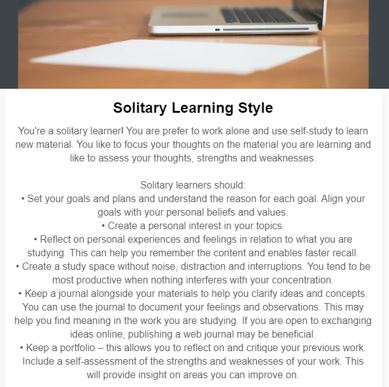 Solitary Learning Style
You're a solitary learner! You are prefer to work alone and use self-study to learn
new material. You like to focus your thoughts on the material you are learning and
like to assess your thoughts, strengths and weaknesses.
Solitary learners should:
• Set your goals and plans and understand the reason for each goal. Align your
goals with your personal beliefs and values.
• Create a personal interest in your topics.
• Reflect on personal experiences and feelings in relation to what you are
studying. This can help you remember the content and enables faster recall.
• Create a study space without noise, distraction and interruptions. You tend to be
most productive when nothing interferes with your concentration.
• Keep a journal alongside your materials to help you clarify ideas and concepts.
You can use the journal to document your feelings and observations. This may
help you find meaning in the work you are studying. If you are open to exchanging
ideas online, publishing a web journal may be beneficial.
• Keep a portfolio – this allows you to reflect on and critique your previous work.
Include a self-assessment of the strengths and weaknesses of your work. This
will provide insight on areas you can improve on.